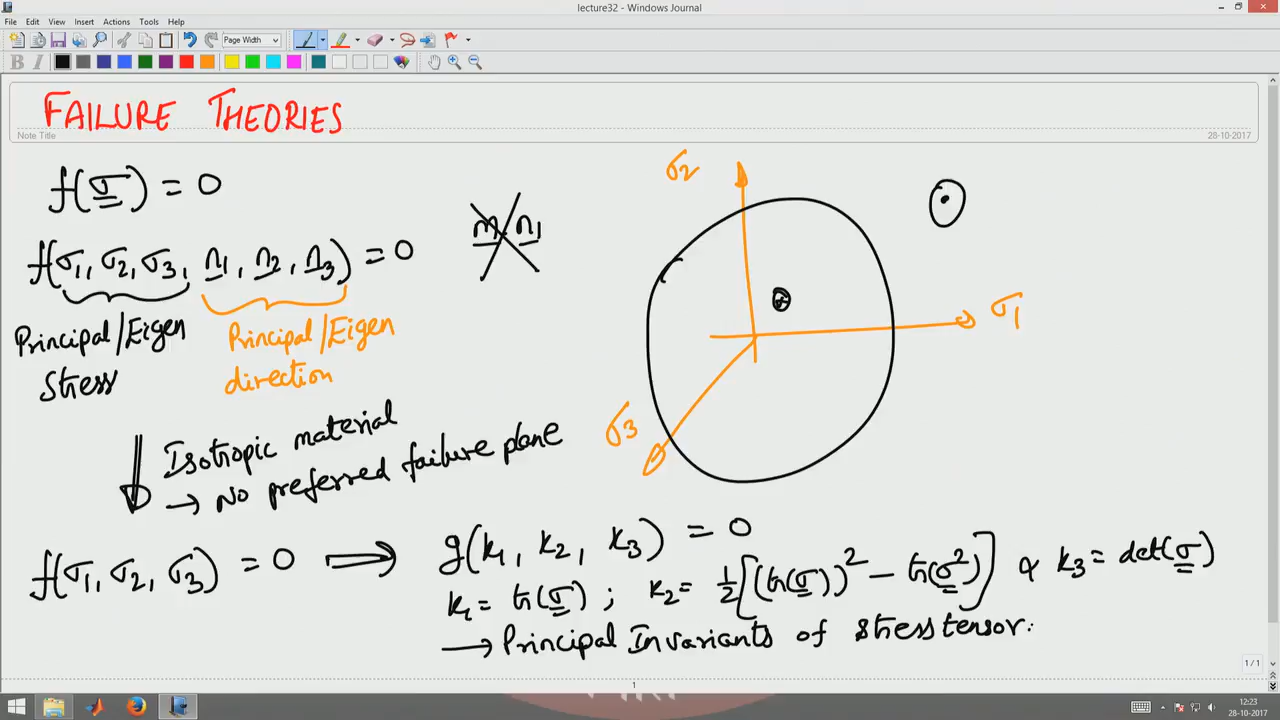 lecture32 - Windows Journal
File Edit View Insert Actions Tools Help
Page Width
B I
FAILURE THEORIES
Note Title
28-10-2017
f(σ) = 0
f(σ1, σ2, σ3, n1, n2, n3) = 0
Principal/Eigen
Stress
Principal/Eigen
direction
σ2
σ1
σ3
Isotropic material
→ No preferred failure plane
f(σ1, σ2, σ3) = 0 ⟹ g(K1, K2, K3) = 0
K1 = tr(σ); K2 = 1/2[(tr(σ))^2 - tr(σ^2)] & K3 = det(σ)
→ Principal Invariants of stress tensor.
1/1
1
12:23
28-10-2017